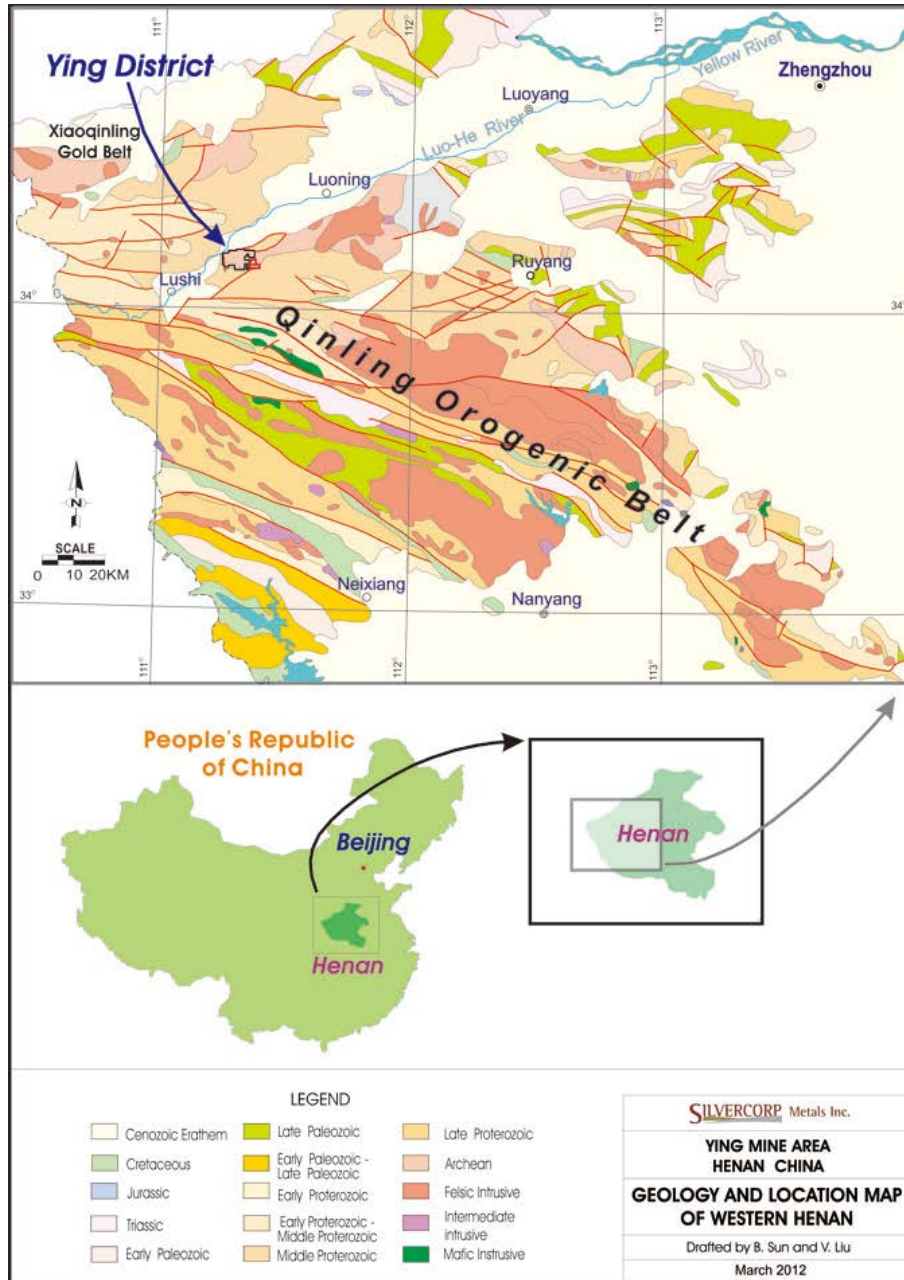 111°
112°
113°
Ying District
Yellow River
Zhengzhou
Xiaoqinling
Gold Belt
Luoyang
Luo-He River
Luoning
Lushi
Ruyang
34°
34°
Qinling Orogenic Belt
N
SCALE
0 10 20KM
33°
Neixiang
Nanyang
111°
112°
113°
People's Republic
of China
Beijing
Henan
Henan
LEGEND
Cenozoic Erathem
Cretaceous
Jurassic
Triassic
Early Paleozoic
Late Paleozoic
Early Paleozoic -
Late Paleozoic
Early Proterozoic
Early Proterozoic -
Middle Proterozoic
Middle Proterozoic
Late Proterozoic
Archean
Felsic Intrusive
Intermediate
intrusive
Mafic Instrusive
SILVERCORP Metals Inc.
YING MINE AREA
HENAN CHINA
GEOLOGY AND LOCATION MAP
OF WESTERN HENAN
Drafted by B. Sun and V. Liu
March 2012